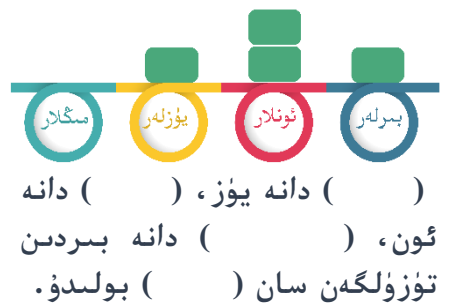 مىڭلار يۈزلەر ئونلار بىرلەر
(          ) دانە يۈز، (          ) دانە
ئون، (          ) دانە بىردىن
تۈزۈلگەن سان (          ) بولىدۇ.